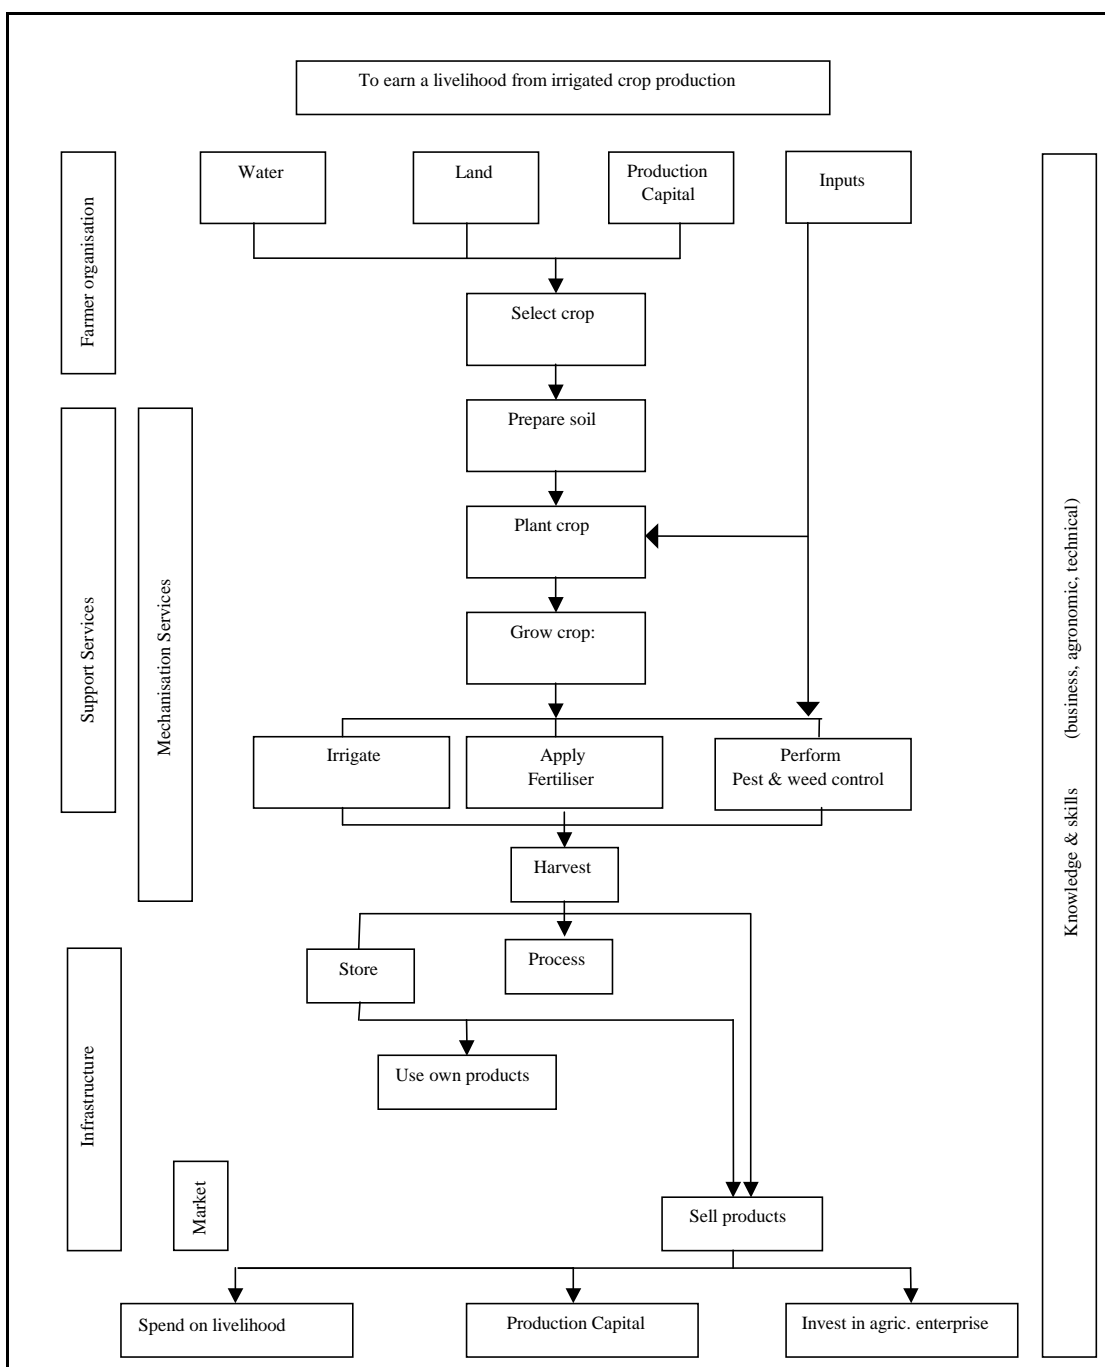 To earn a livelihood from irrigated crop production
Farmer organisation
Water
Land
Production
Capital
Inputs
Select crop
Prepare soil
Support Services
Mechanisation Services
Plant crop
Grow crop:
Knowledge & skills (business, agronomic, technical)
Irrigate
Apply
Fertiliser
Perform
Pest & weed control
Harvest
Infrastructure
Store
Process
Use own products
Market
Sell products
Spend on livelihood
Production Capital
Invest in agric. enterprise